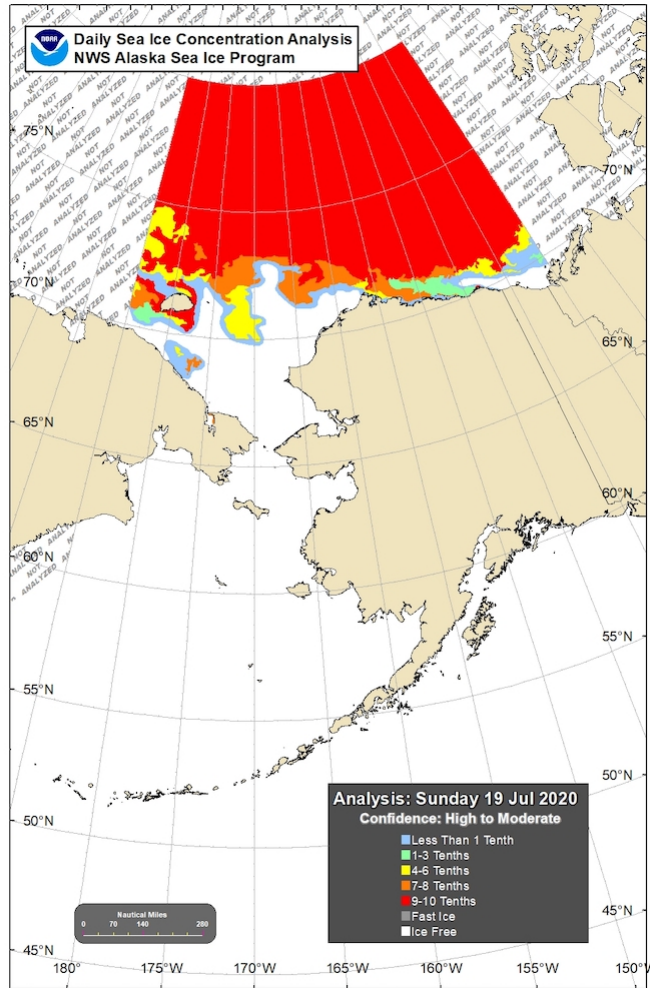 NOAA
Daily Sea Ice Concentration Analysis
NWS Alaska Sea Ice Program
NOT ANALYZED
75°N
70°N
70°N
65°N
65°N
60°N
60°N
55°N
55°N
50°N
50°N
45°N
45°N
Analysis: Sunday 19 Jul 2020
Confidence: High to Moderate
Less Than 1 Tenth
1-3 Tenths
4-6 Tenths
7-8 Tenths
9-10 Tenths
Fast Ice
Ice Free
Nautical Miles
0 70 140 280
180° 175°W 170°W 165°W 160°W 155°W 150°W